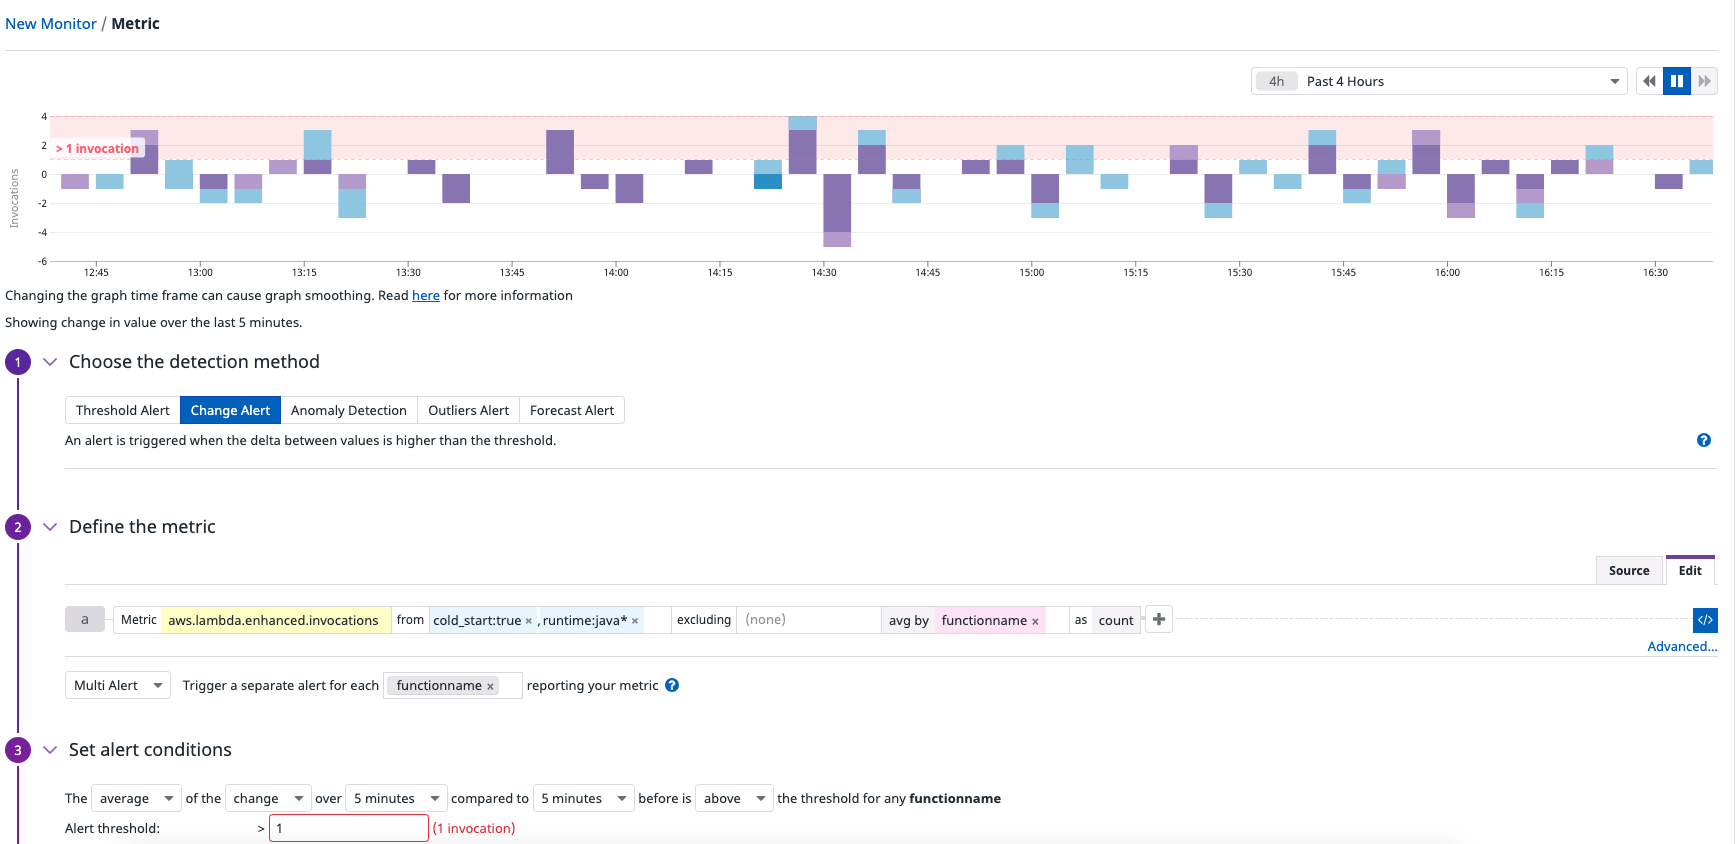 New Monitor / Metric
4h Past 4 Hours
4
2
0
-2
-4
-6
Invocations
> 1 invocation
12:45 13:00 13:15 13:30 13:45 14:00 14:15 14:30 14:45 15:00 15:15 15:30 15:45 16:00 16:15 16:30
Changing the graph time frame can cause graph smoothing. Read here for more information
Showing change in value over the last 5 minutes.
1 Choose the detection method
Threshold Alert Change Alert Anomaly Detection Outliers Alert Forecast Alert
An alert is triggered when the delta between values is higher than the threshold. ?
2 Define the metric
Source Edit
a Metric aws.lambda.enhanced.invocations from cold_start:true × , runtime:java* × excluding (none) avg by functionname × as count + </>
Advanced...
Multi Alert Trigger a separate alert for each functionname × reporting your metric ?
3 Set alert conditions
The average of the change over 5 minutes compared to 5 minutes before is above the threshold for any functionname
Alert threshold: > 1 (1 invocation)